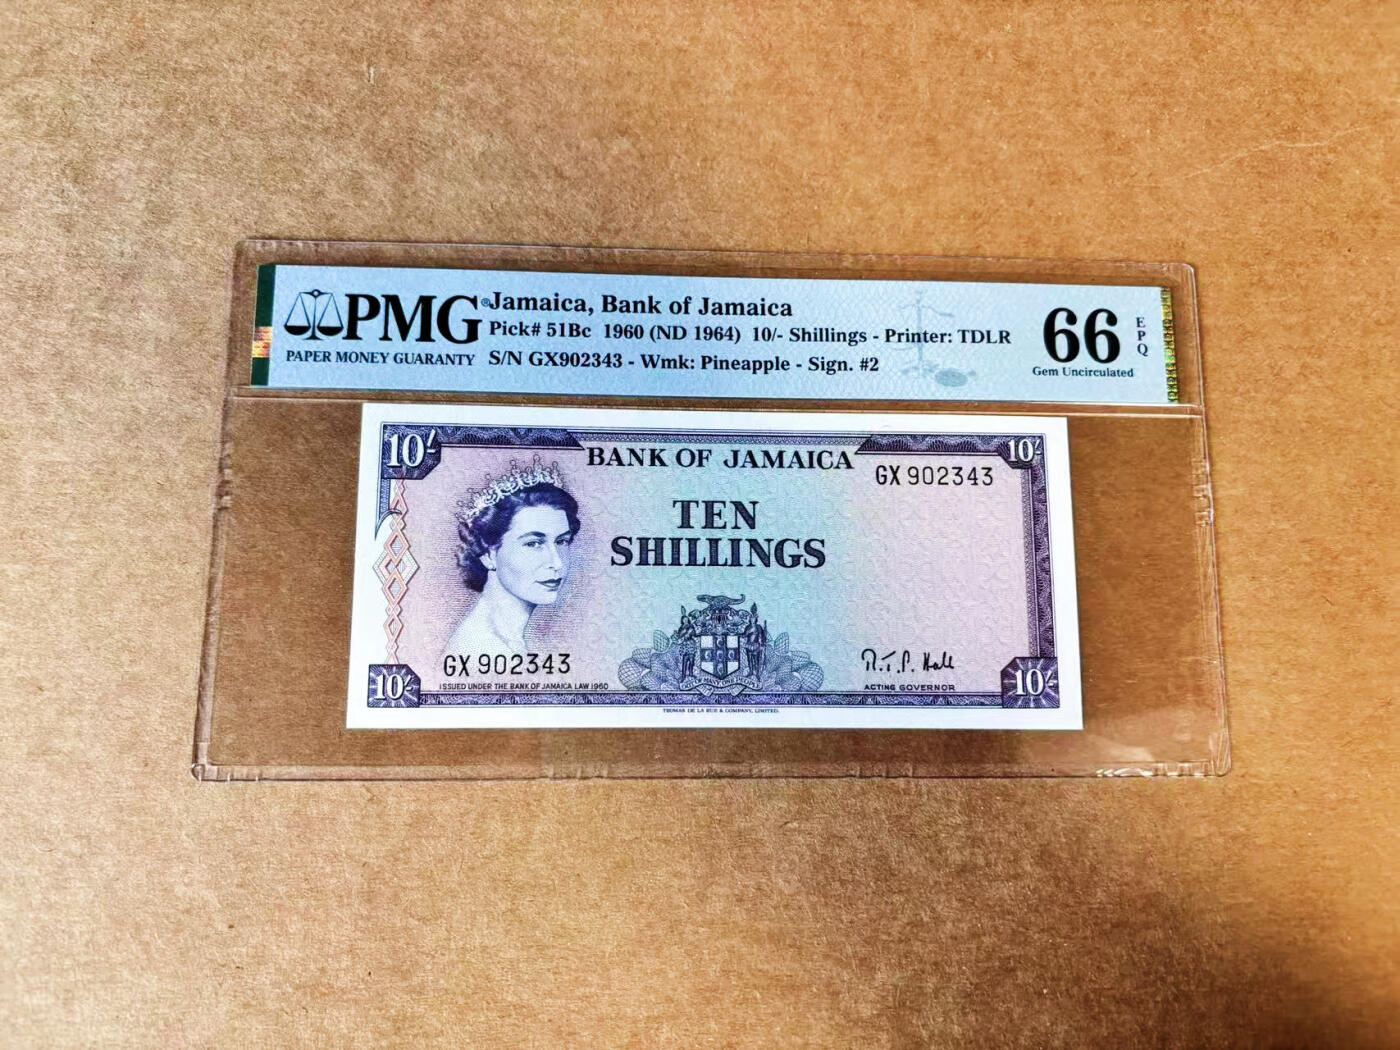 PMG®
PAPER MONEY GUARANTY
Jamaica, Bank of Jamaica
Pick# 51Bc 1960 (ND 1964) 10/- Shillings - Printer: TDLR
S/N GX902343 - Wmk: Pineapple - Sign. #2
66
EPQ
Gem Uncirculated
10/-
BANK OF JAMAICA
10/-
GX 902343
TEN
SHILLINGS
GX 902343
ISSUED UNDER THE BANK OF JAMAICA LAW 1960
R.T.P. Hall
ACTING GOVERNOR
10/-
10/-
THOMAS DE LA RUE & COMPANY, LIMITED.